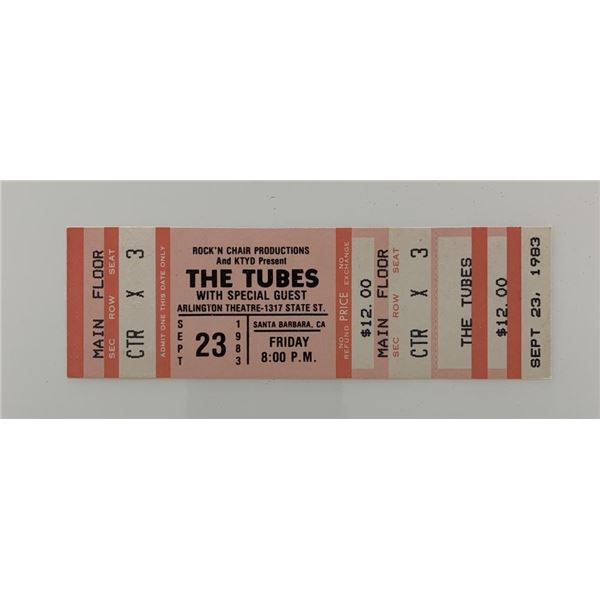 MAIN FLOOR
SEC ROW SEAT
CTR X 3
ADMIT ONE THIS DATE ONLY
ROCK'N CHAIR PRODUCTIONS
And KTYD Present
THE TUBES
WITH SPECIAL GUEST
ARLINGTON THEATRE-1317 STATE ST.
SEPT
23
1983
SANTA BARBARA, CA
FRIDAY
8:00 P.M.
NO REFUND
PRICE
NO EXCHANGE
$12.00
MAIN FLOOR
SEC ROW SEAT
CTR X 3
THE TUBES
$12.00
SEPT 23, 1983